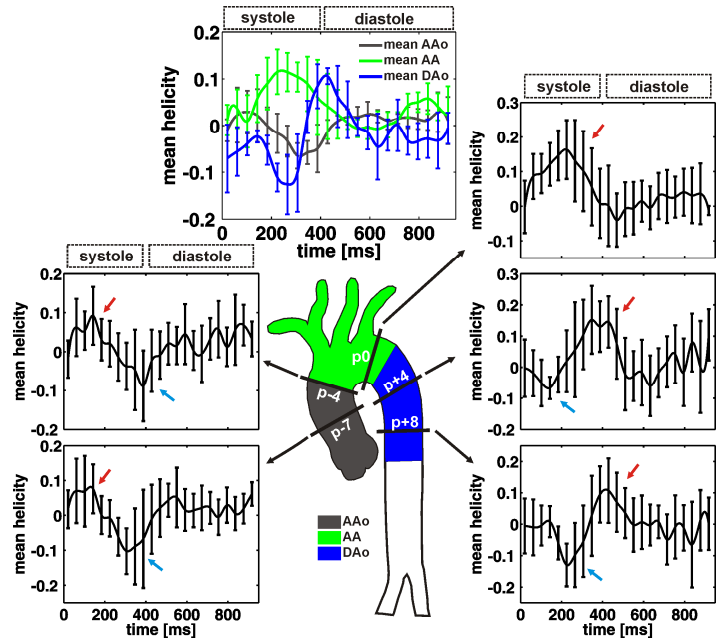 systole diastole
mean AAo
mean AA
mean DAo
mean helicity
0.2
0.1
0
-0.1
-0.2
0 200 400 600 800
time [ms]
systole diastole
mean helicity
0.3
0.2
0.1
0
-0.1
systole diastole
mean helicity
0.2
0.1
0
-0.1
-0.2
mean helicity
0.3
0.2
0.1
0
-0.1
-0.2
mean helicity
0.2
0.1
0
-0.1
-0.2
0 200 400 600 800
time [ms]
mean helicity
0.2
0.1
0
-0.1
-0.2
0 200 400 600 800
time [ms]
p0
p-4
p+4
p-7
p+8
AAo
AA
DAo